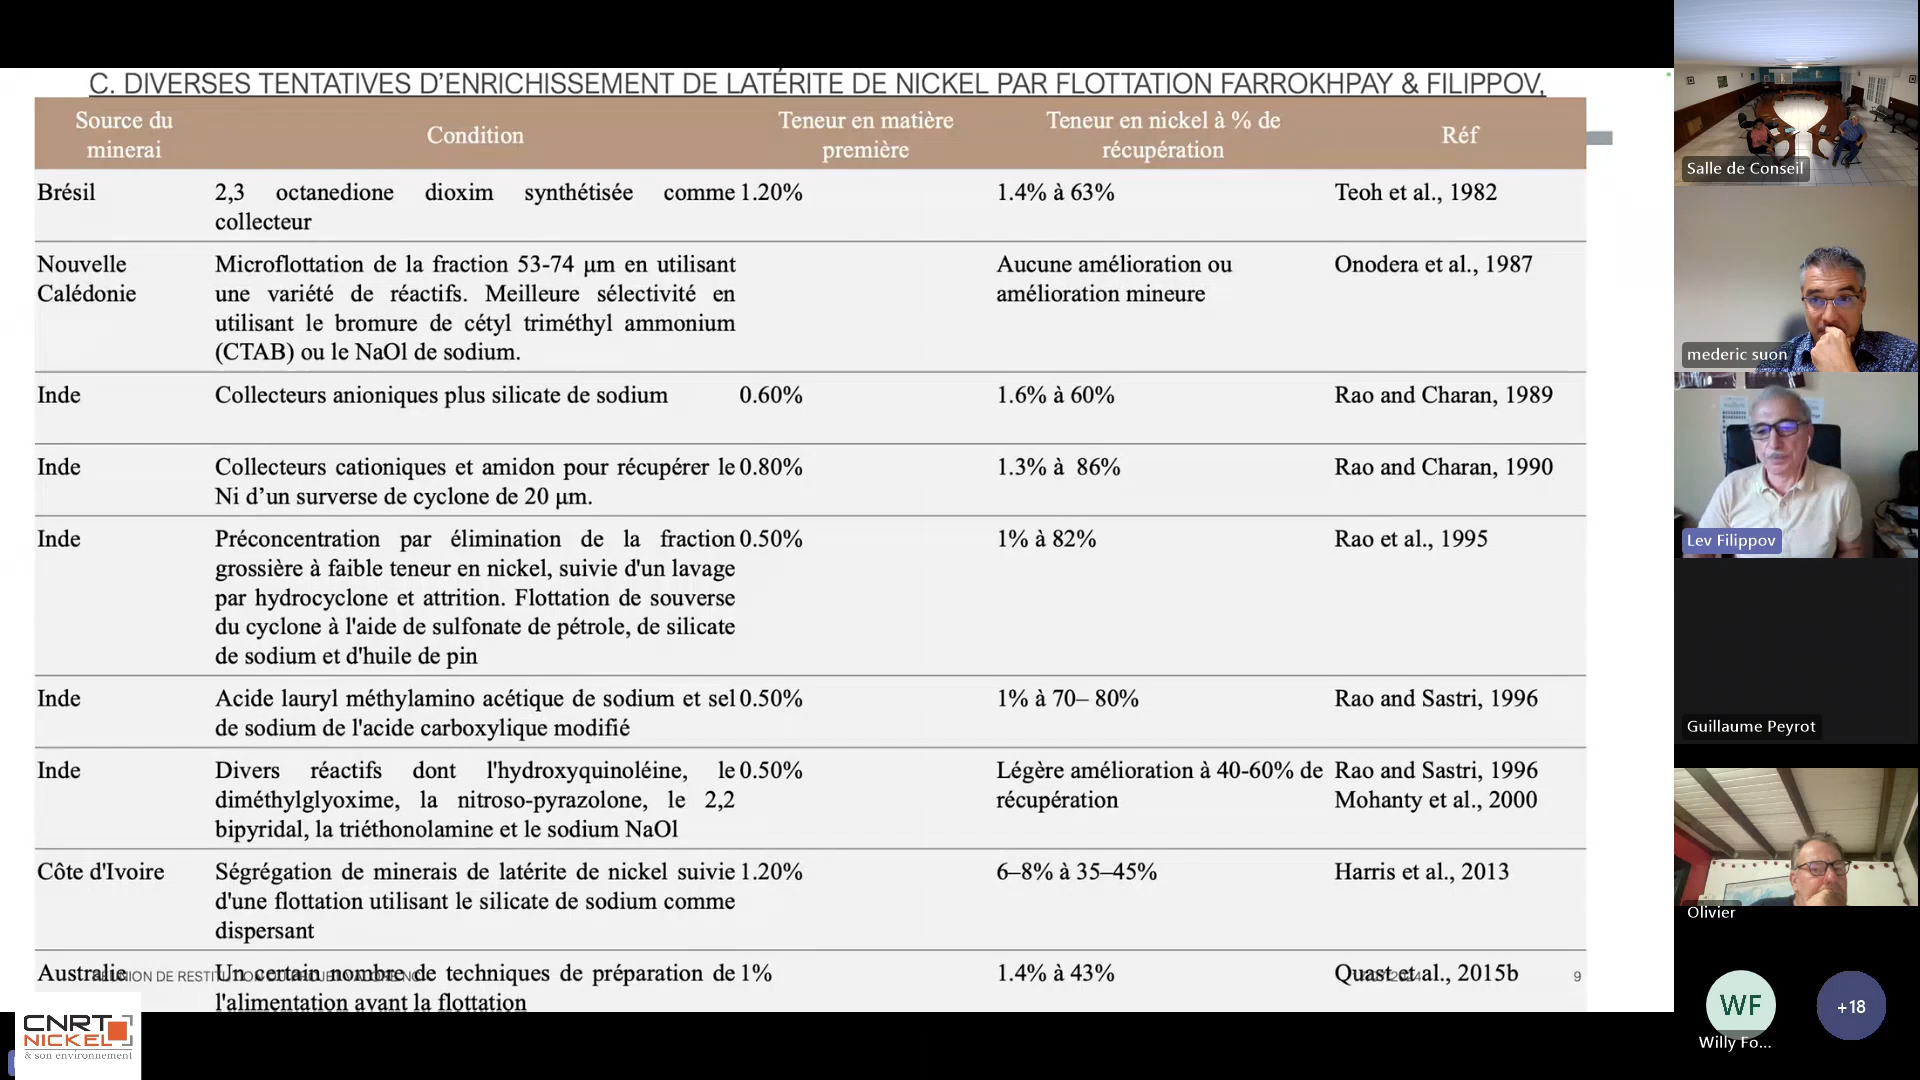 C. DIVERSES TENTATIVES D’ENRICHISSEMENT DE LATÉRITE DE NICKEL PAR FLOTTATION FARROKHPAY & FILIPPOV,
Source du minerai
Condition
Teneur en matière première
Teneur en nickel à % de récupération
Réf
Brésil
2,3 octanedione dioxim synthétisée comme
collecteur
1.20%
1.4% à 63%
Teoh et al., 1982
Nouvelle
Calédonie
Microflottation de la fraction 53-74 µm en utilisant
une variété de réactifs. Meilleure sélectivité en
utilisant le bromure de cétyl triméthyl ammonium
(CTAB) ou le NaOl de sodium.
Aucune amélioration ou
amélioration mineure
Onodera et al., 1987
Inde
Collecteurs anioniques plus silicate de sodium
0.60%
1.6% à 60%
Rao and Charan, 1989
Inde
Collecteurs cationiques et amidon pour récupérer le
Ni d’un surverse de cyclone de 20 µm.
0.80%
1.3% à 86%
Rao and Charan, 1990
Inde
Préconcentration par élimination de la fraction
grossière à faible teneur en nickel, suivie d'un lavage
par hydrocyclone et attrition. Flottation de souverse
du cyclone à l'aide de sulfonate de pétrole, de silicate
de sodium et d'huile de pin
0.50%
1% à 82%
Rao et al., 1995
Inde
Acide lauryl méthylamino acétique de sodium et sel
de sodium de l'acide carboxylique modifié
0.50%
1% à 70– 80%
Rao and Sastri, 1996
Inde
Divers réactifs dont l'hydroxyquinoléine, le
diméthylglyoxime, la nitroso-pyrazolone, le 2,2
bipyridal, la triéthonolamine et le sodium NaOl
0.50%
Légère amélioration à 40-60% de
récupération
Rao and Sastri, 1996
Mohanty et al., 2000
Côte d'Ivoire
Ségrégation de minerais de latérite de nickel suivie
d'une flottation utilisant le silicate de sodium comme
dispersant
1.20%
6–8% à 35–45%
Harris et al., 2013
Australie
Un certain nombre de techniques de préparation de
l'alimentation avant la flottation
1%
1.4% à 43%
Quast et al., 2015b
RÉUNION DE RESTITUTION DU PROJET
9
CNRT
NICKEL
& son environnement
Salle de Conseil
mederic suon
Lev Filippov
Guillaume Peyrot
Olivier
WF
Willy Fo...
+18